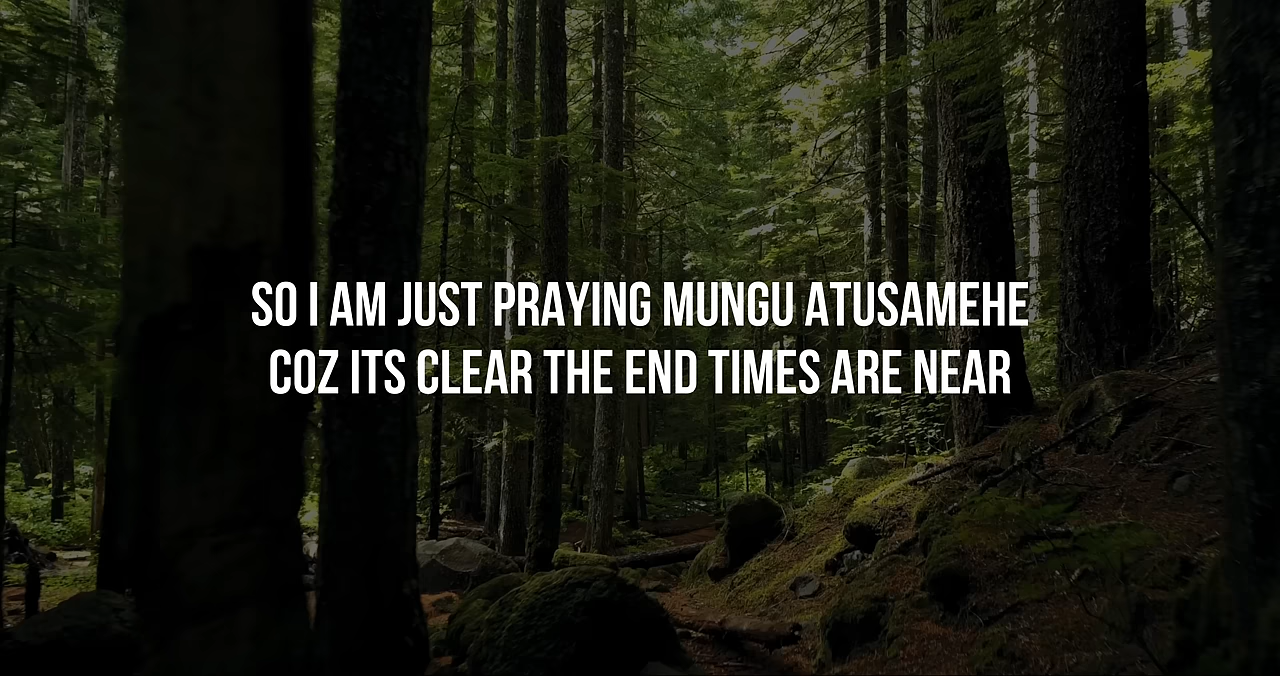 SO I AM JUST PRAYING MUNGU ATUSAMEHE
COZ ITS CLEAR THE END TIMES ARE NEAR